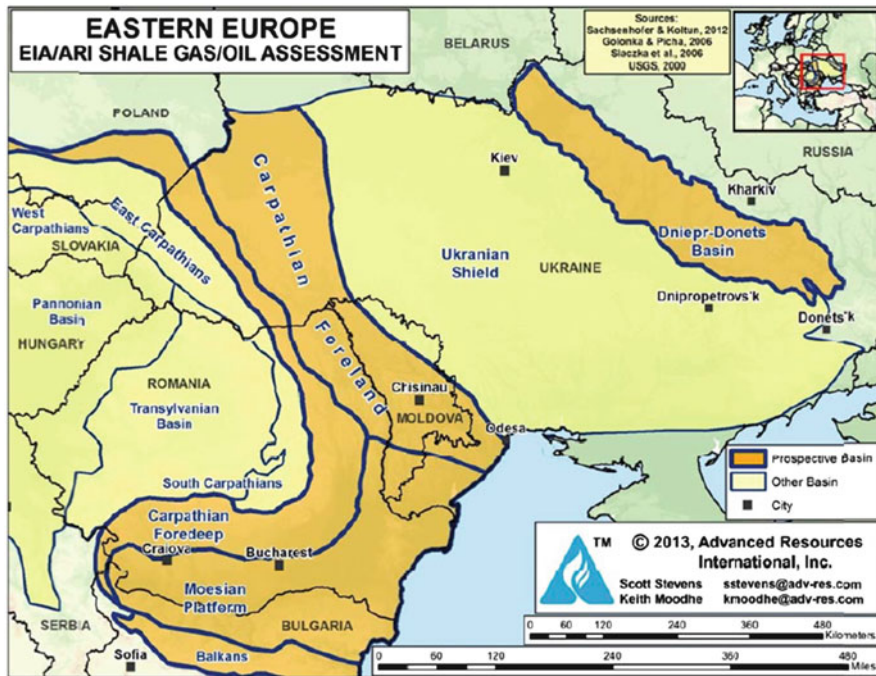 EASTERN EUROPE
EIA/ARI SHALE GAS/OIL ASSESSMENT
Sources:
Sachsenhofer & Koltun, 2012
Golonka & Picha, 2006
Slaczka et al., 2006
USGS, 2000
BELARUS
POLAND
RUSSIA
Kiev
Kharkiv
Carpathian
West
Carpathians
East Carpathians
SLOVAKIA
Dniepr-Donets
Basin
Ukranian
Shield
UKRAINE
Dnipropetrovs'k
Donets'k
Pannonian
Basin
HUNGARY
Foreland
ROMANIA
Transylvanian
Basin
Chisinau
MOLDOVA
Odesa
South Carpathians
Carpathian
Foredeep
Craiova
Bucharest
Moesian
Platform
BULGARIA
SERBIA
Sofia
Balkans
Prospective Basin
Other Basin
City
TM
© 2013, Advanced Resources
International, Inc.
Scott Stevens sstevens@adv-res.com
Keith Moodhe kmoodhe@adv-res.com
0 60 120 240 360 480
Kilometers
0 60 120 240 360 480
Miles